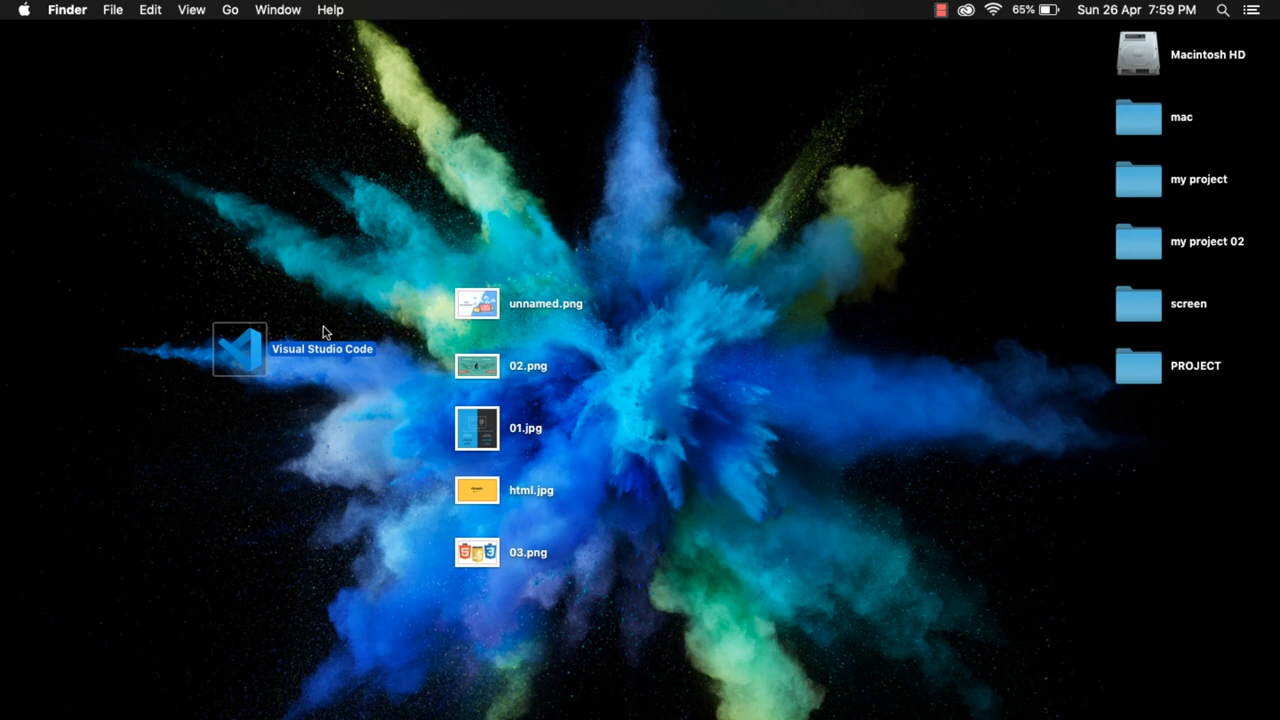 Finder File Edit View Go Window Help 65% Sun 26 Apr 7:59 PM
Macintosh HD
mac
my project
my project 02
screen
PROJECT
Visual Studio Code
unnamed.png
02.png
01.jpg
html.jpg
03.png